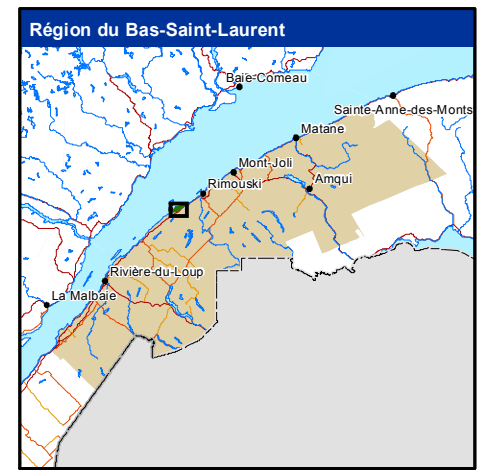 Région du Bas-Saint-Laurent
Baie-Comeau
Sainte-Anne-des-Monts
Matane
Mont-Joli
Amqui
Rimouski
Rivière-du-Loup
La Malbaie